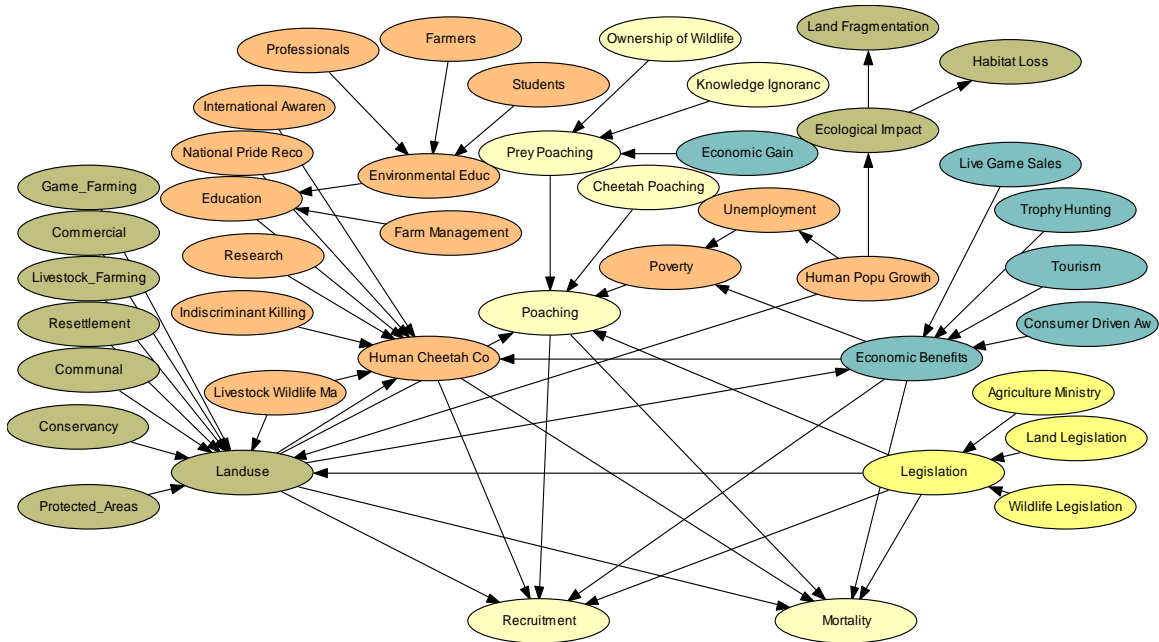 Land Fragmentation
Farmers
Ownership of Wildlife
Professionals
Habitat Loss
Students
Knowledge Ignoranc
International Awaren
Ecological Impact
National Pride Reco
Prey Poaching
Economic Gain
Live Game Sales
Environmental Educ
Game_Farming
Cheetah Poaching
Education
Unemployment
Trophy Hunting
Commercial
Farm Management
Research
Poverty
Tourism
Livestock_Farming
Human Popu Growth
Indiscriminant Killing
Poaching
Resettlement
Consumer Driven Aw
Human Cheetah Co
Economic Benefits
Communal
Livestock Wildlife Ma
Agriculture Ministry
Conservancy
Land Legislation
Landuse
Legislation
Protected_Areas
Wildlife Legislation
Recruitment
Mortality